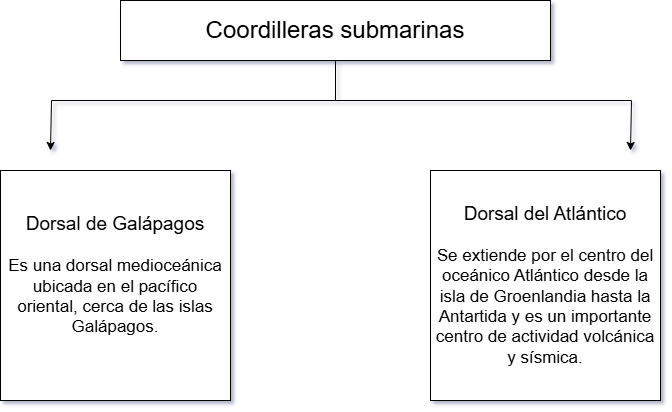 Coordilleras submarinas
Dorsal de Galápagos
Es una dorsal medioceánica
ubicada en el pacífico
oriental, cerca de las islas
Galápagos.
Dorsal del Atlántico
Se extiende por el centro del
oceánico Atlántico desde la
isla de Groenlandia hasta la
Antartida y es un importante
centro de actividad volcánica
y sísmica.